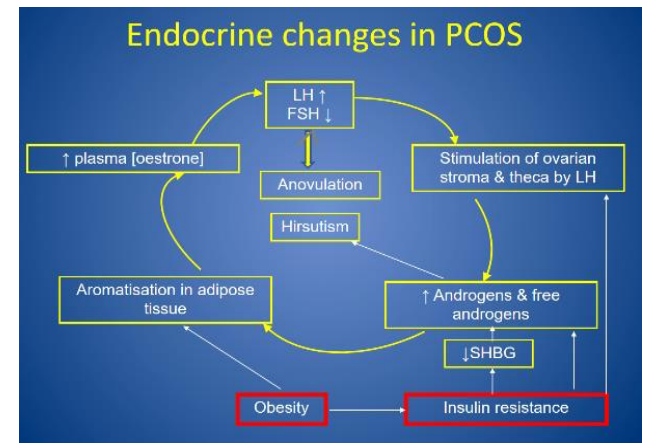 Endocrine changes in PCOS
LH ↑
FSH ↓
↑ plasma [oestrone]
Stimulation of ovarian
stroma & theca by LH
Anovulation
Hirsutism
Aromatisation in adipose
tissue
↑ Androgens & free
androgens
↓SHBG
Obesity
Insulin resistance